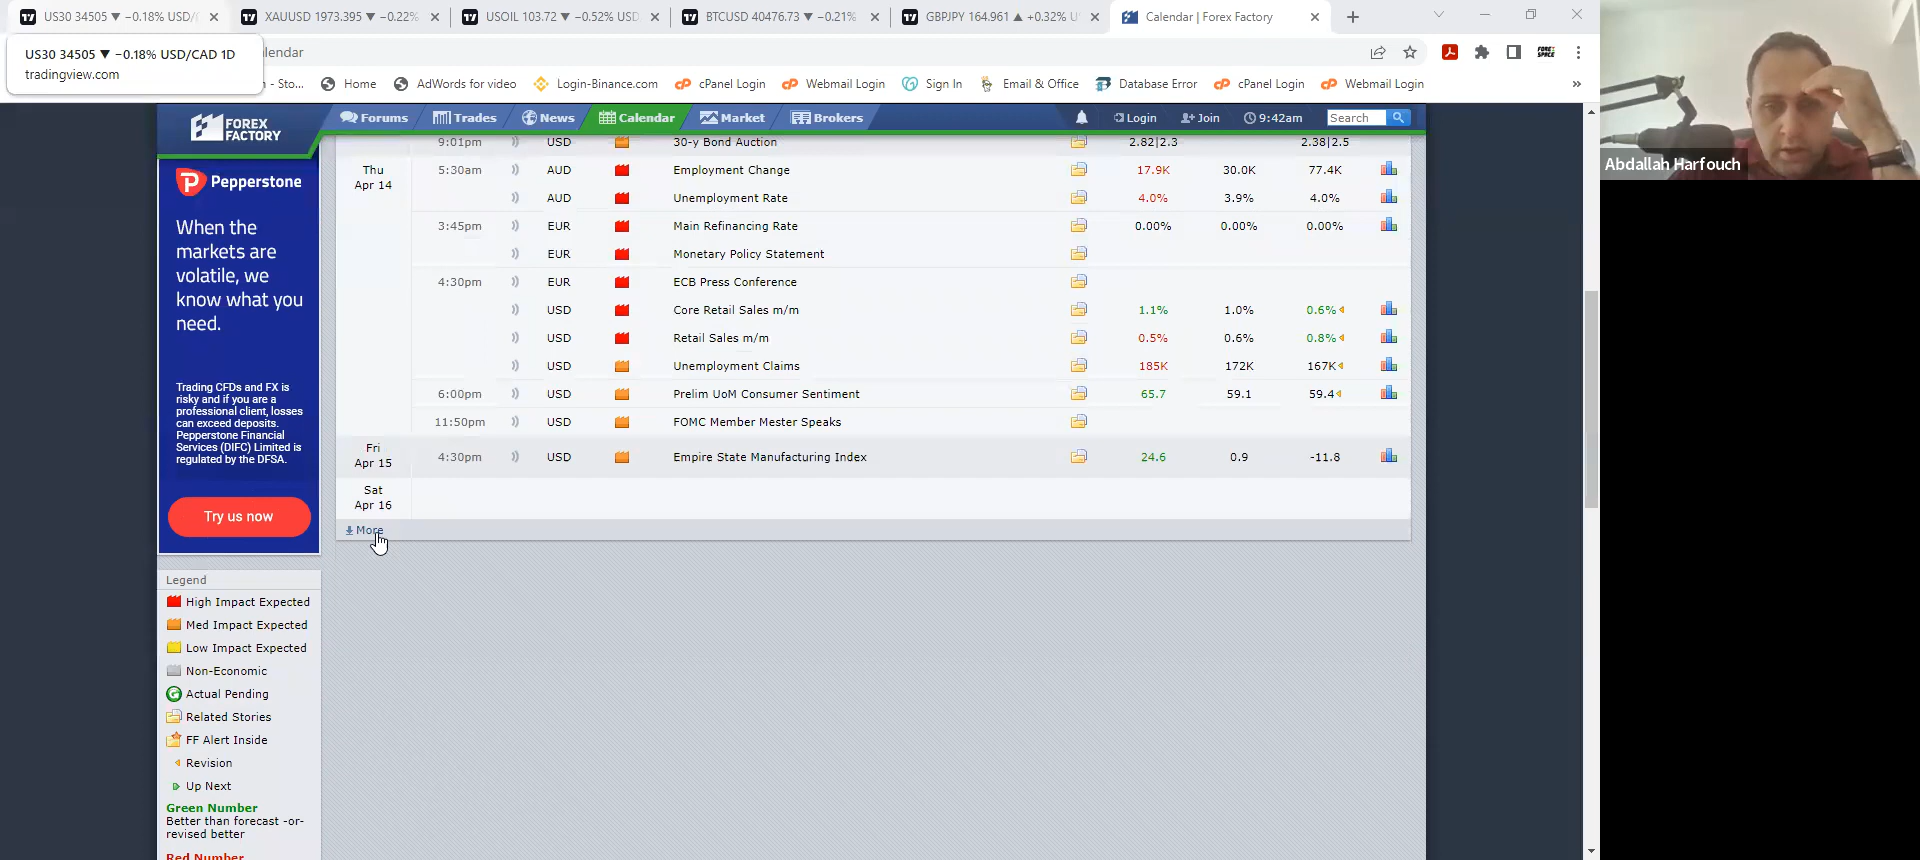 US30 34505 ▼ −0.18% USD/
XAUUSD 1973.395 ▼ −0.22%
USOIL 103.72 ▼ −0.52% USD
BTCUSD 40476.73 ▼ −0.21%
GBPJPY 164.961 ▲ +0.32% U
Calendar | Forex Factory
US30 34505 ▼ −0.18% USD/CAD 1D
tradingview.com
lendar
- Sto...
Home
AdWords for video
Login-Binance.com
cPanel Login
Webmail Login
Sign In
Email & Office
Database Error
cPanel Login
Webmail Login
»
FOREX FACTORY
Forums
Trades
News
Calendar
Market
Brokers
Login
Join
9:42am
Search
Abdallah Harfouch
9:01pm USD 30-y Bond Auction 2.82|2.3 2.38|2.5
Thu
Apr 14
5:30am AUD Employment Change 17.9K 30.0K 77.4K
AUD Unemployment Rate 4.0% 3.9% 4.0%
3:45pm EUR Main Refinancing Rate 0.00% 0.00% 0.00%
EUR Monetary Policy Statement
4:30pm EUR ECB Press Conference
USD Core Retail Sales m/m 1.1% 1.0% 0.6%
USD Retail Sales m/m 0.5% 0.6% 0.8%
USD Unemployment Claims 185K 172K 167K
6:00pm USD Prelim UoM Consumer Sentiment 65.7 59.1 59.4
11:50pm USD FOMC Member Mester Speaks
Fri
Apr 15
4:30pm USD Empire State Manufacturing Index 24.6 0.9 -11.8
Sat
Apr 16
More
Pepperstone
When the
markets are
volatile, we
know what you
need.
Trading CFDs and FX is
risky and if you are a
professional client, losses
can exceed deposits.
Pepperstone Financial
Services (DIFC) Limited is
regulated by the DFSA.
Try us now
Legend
High Impact Expected
Med Impact Expected
Low Impact Expected
Non-Economic
Actual Pending
Related Stories
FF Alert Inside
Revision
Up Next
Green Number
Better than forecast -or-
revised better
Red Number